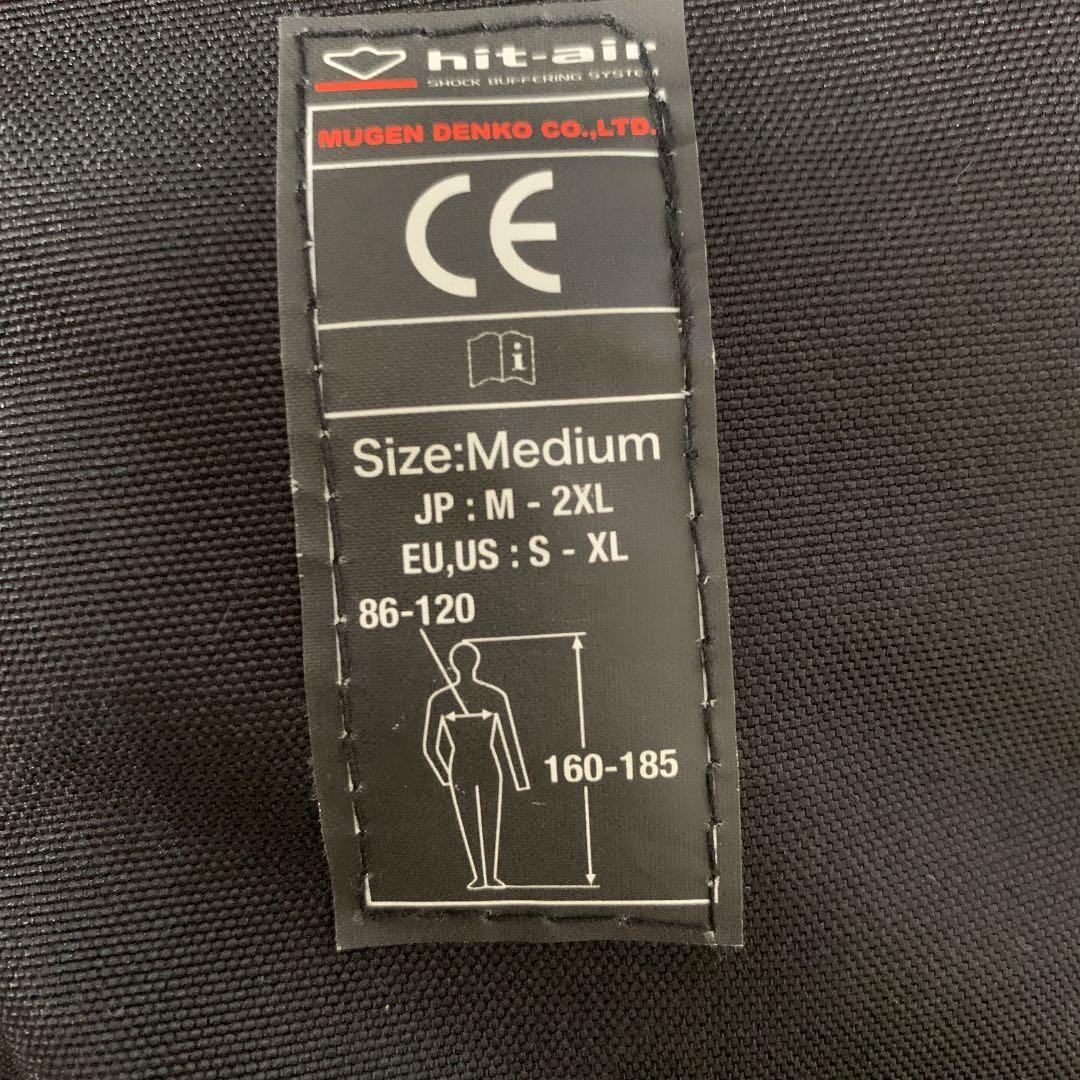 hit-air
SHOCK BUFFERING SYSTEM
MUGEN DENKO CO.,LTD.
CE
i
Size:Medium
JP : M - 2XL
EU,US : S - XL
86-120
160-185